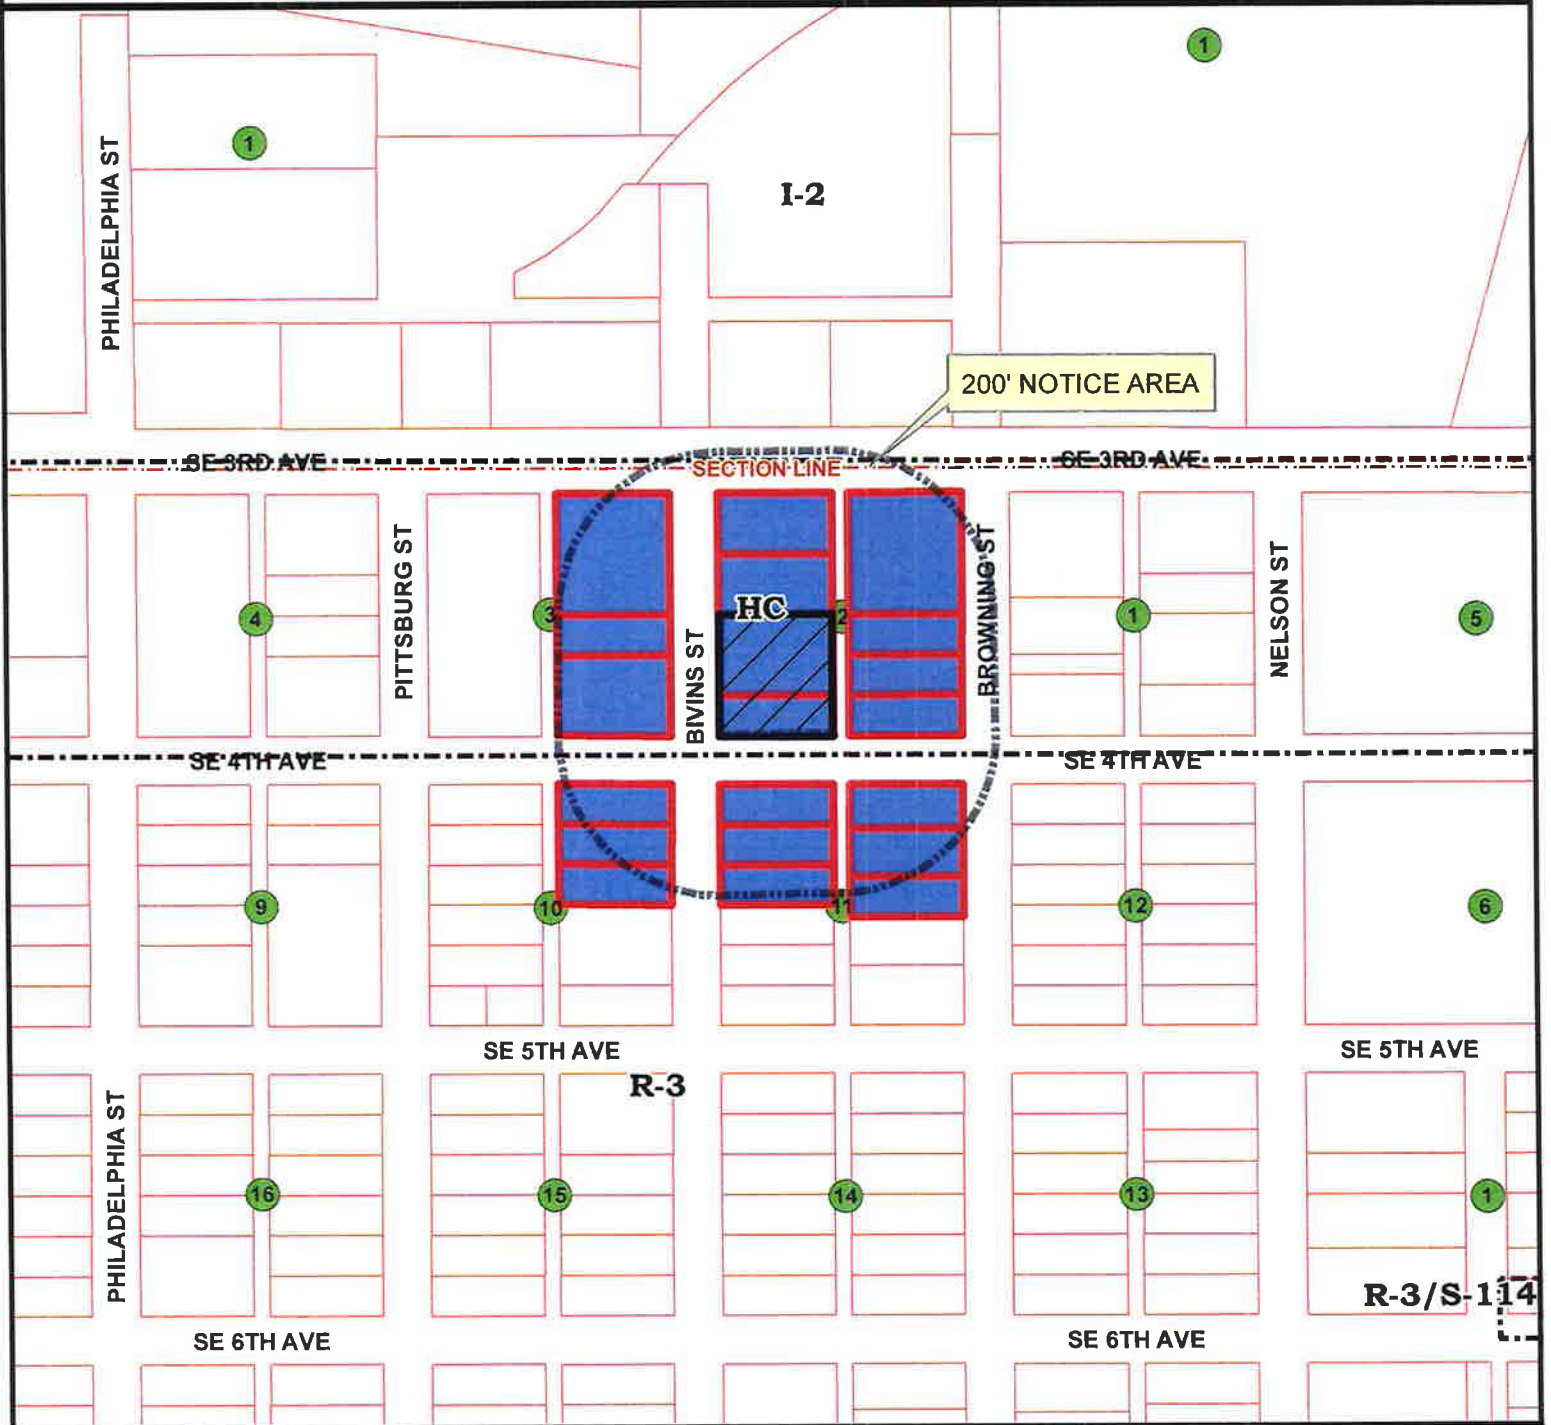 1
1
PHILADELPHIA ST
I-2
200' NOTICE AREA
SE 3RD AVE
SECTION LINE
SE 3RD AVE
4
PITTSBURG ST
3
BIVINS ST
HC
2
BROWNING ST
1
NELSON ST
5
SE 4TH AVE
SE 4TH AVE
9
10
11
12
6
SE 5TH AVE
SE 5TH AVE
R-3
PHILADELPHIA ST
16
15
14
13
1
R-3/S-114
SE 6TH AVE
SE 6TH AVE